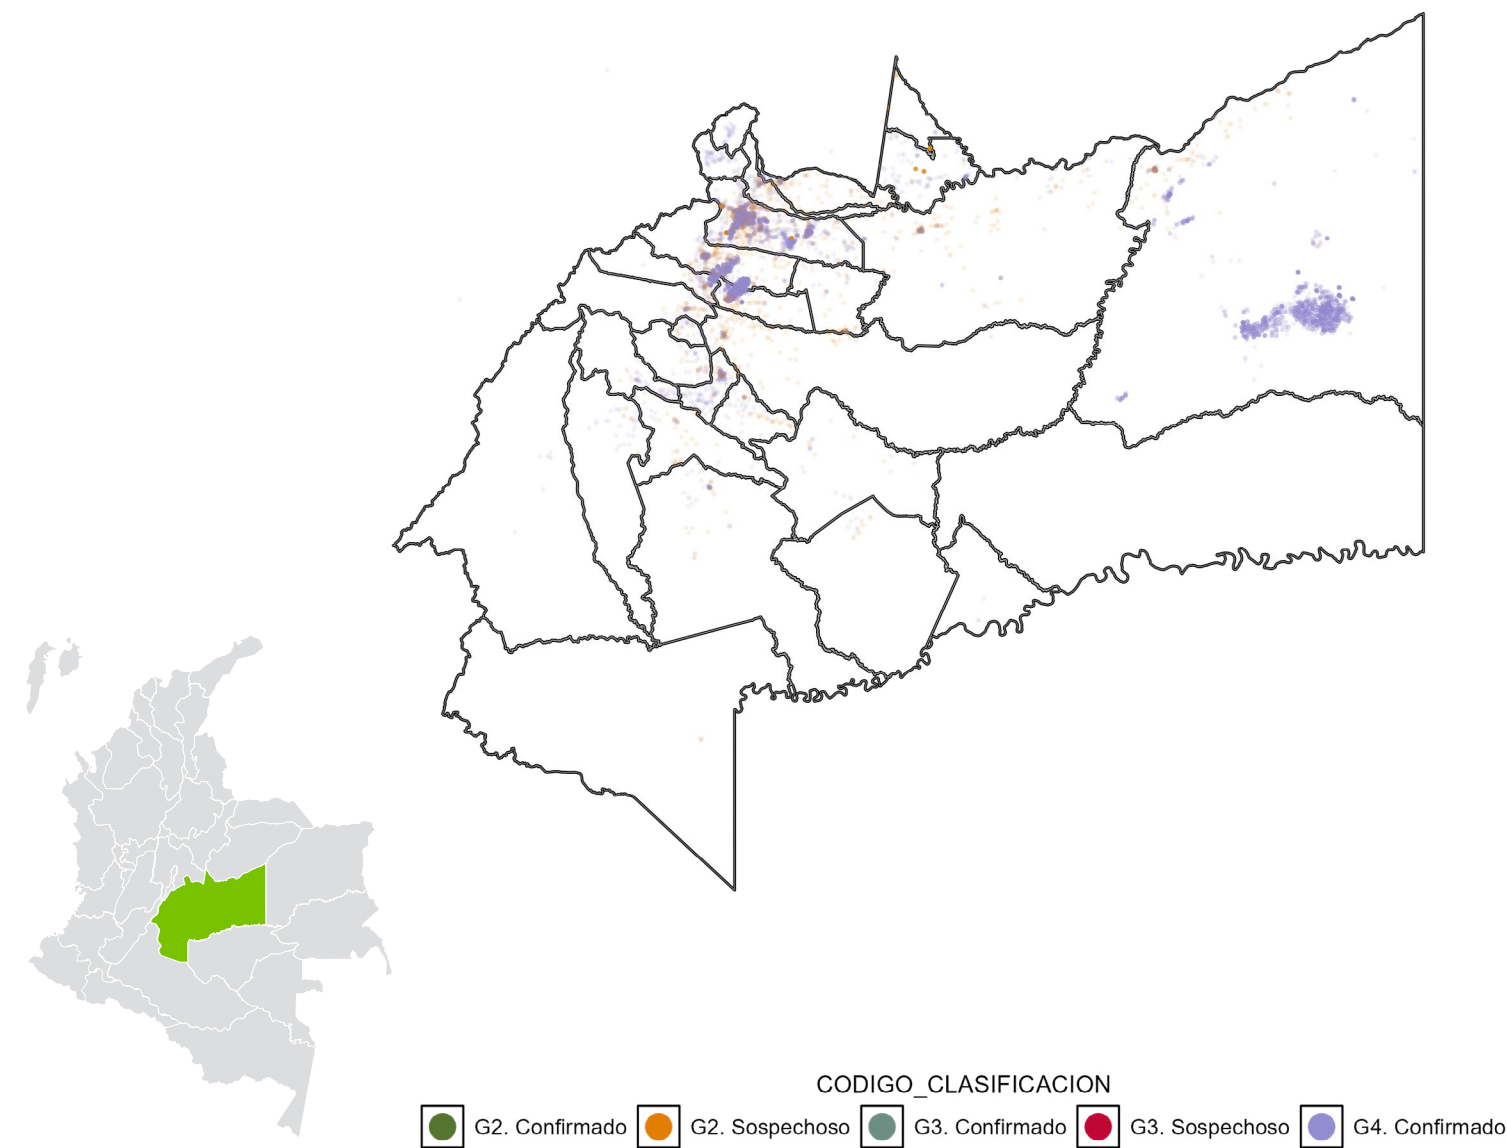 CODIGO_CLASIFICACION
G2. Confirmado G2. Sospechoso G3. Confirmado G3. Sospechoso G4. Confirmado